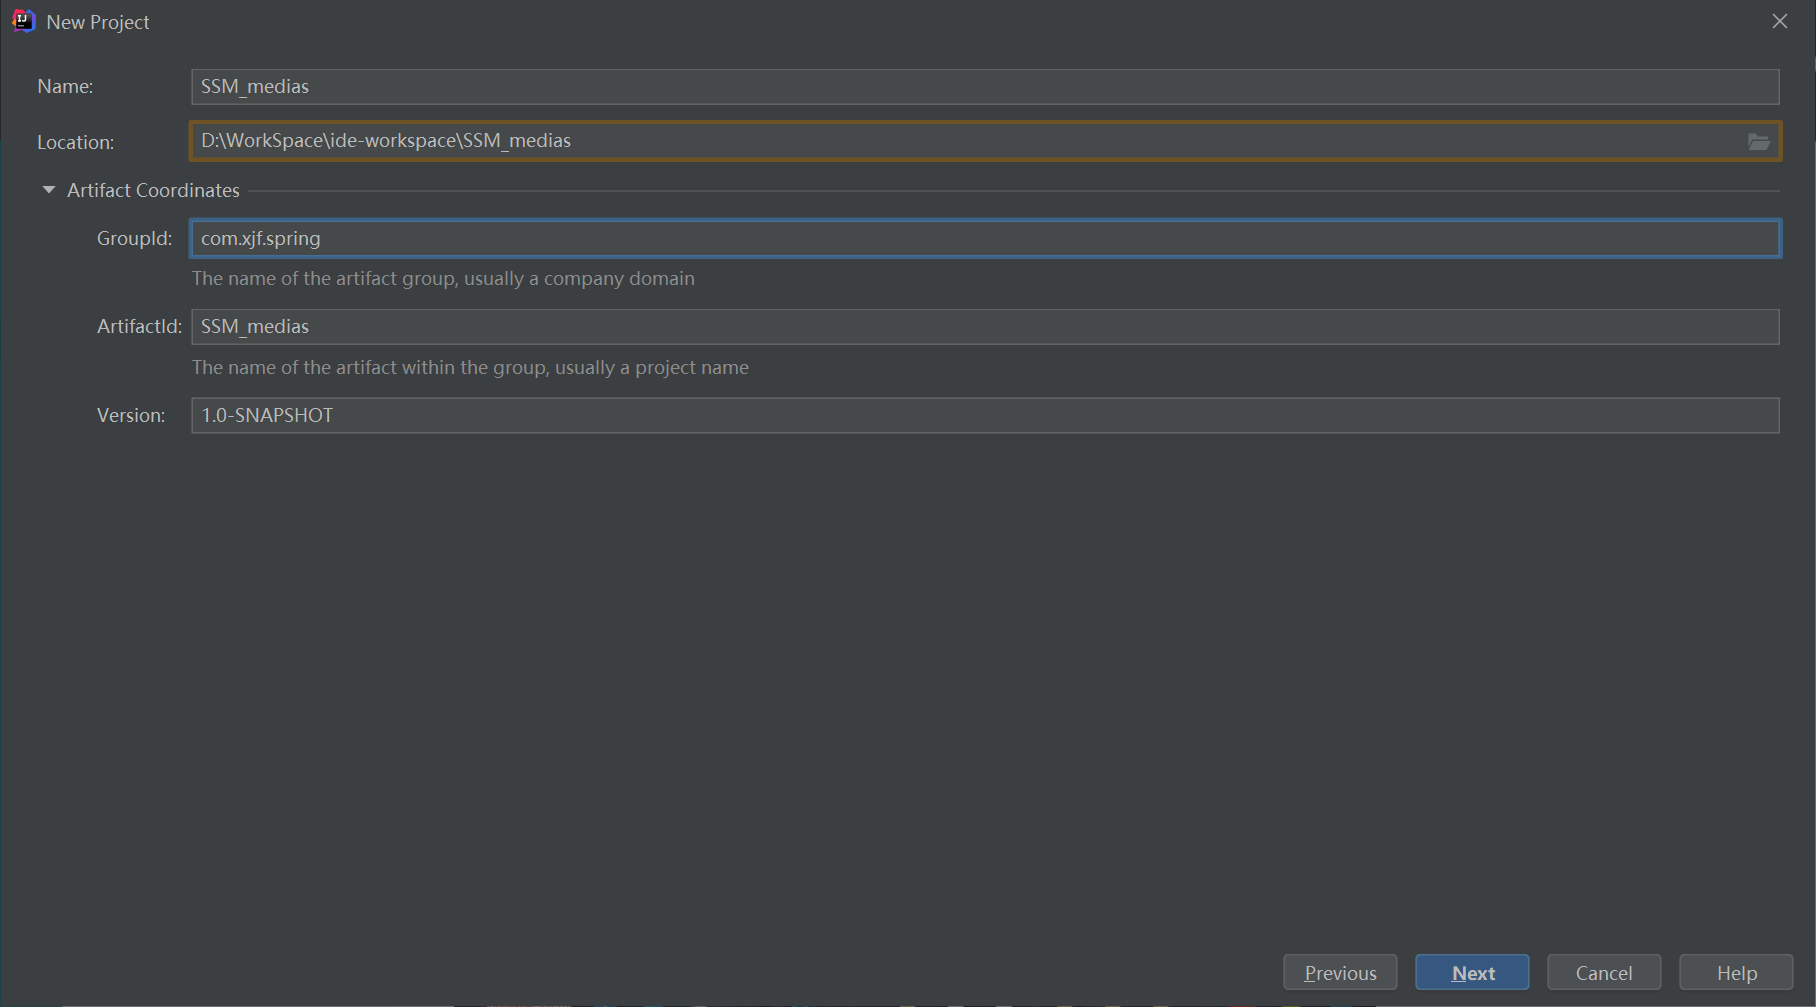 New Project
Name: SSM_medias
Location: D:\WorkSpace\ide-workspace\SSM_medias
Artifact Coordinates
GroupId: com.xjf.spring
The name of the artifact group, usually a company domain
ArtifactId: SSM_medias
The name of the artifact within the group, usually a project name
Version: 1.0-SNAPSHOT
Previous Next Cancel Help